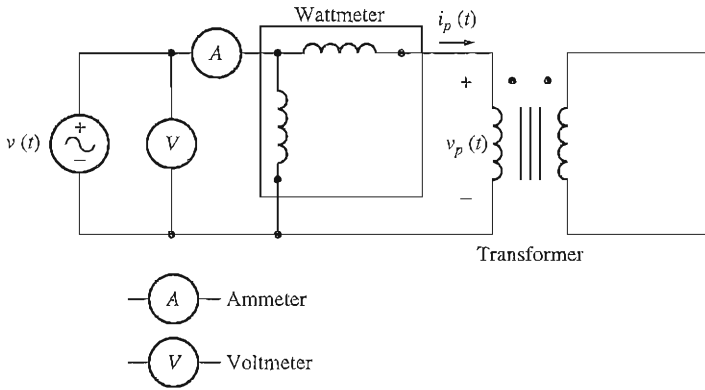 Wattmeter
i_p (t)
A
+
v (t)
+
−
V
v_p (t)
−
Transformer
A
Ammeter
V
Voltmeter